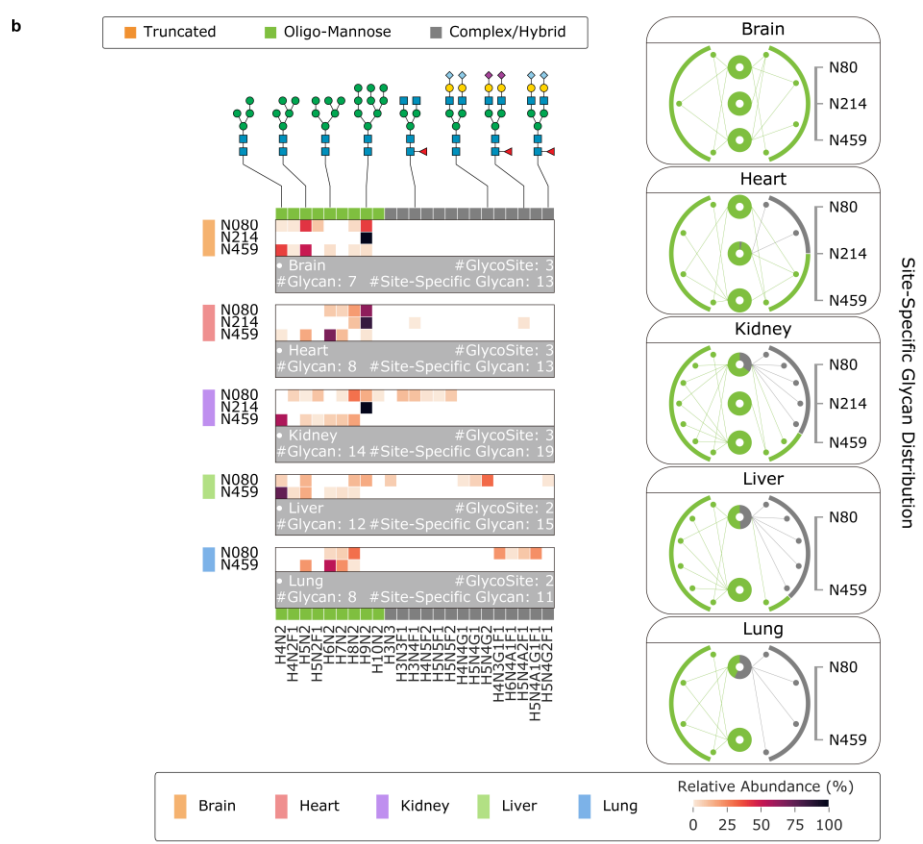 b
Truncated
Oligo-Mannose
Complex/Hybrid
N080
N214
N459
Brain
#GlycoSite: 3
#Glycan: 7 #Site-Specific Glycan: 13
N080
N214
N459
Heart
#GlycoSite: 3
#Glycan: 8 #Site-Specific Glycan: 13
N080
N214
N459
Kidney
#GlycoSite: 3
#Glycan: 14 #Site-Specific Glycan: 19
N080
N459
Liver
#GlycoSite: 2
#Glycan: 12 #Site-Specific Glycan: 15
N080
N459
Lung
#GlycoSite: 2
#Glycan: 8 #Site-Specific Glycan: 11
H4N2
H4N2F1
H5N2
H5N2F1
H6N2
H7N2
H8N2
H9N2
H10N2
H3N3
H3N3F1
H3N4F1
H4N5F2
H5N5F1
H5N5F2
H4N4G1
H5N4G1
H5N4G2
H4N3G1F1
H6N4A1F1
H5N4A2F1
H5N4A1G1F1
H5N4G2F1
Brain
N80
N214
N459
Heart
N80
N214
N459
Kidney
N80
N214
N459
Liver
N80
N459
Lung
N80
N459
Site-Specific Glycan Distribution
Brain
Heart
Kidney
Liver
Lung
Relative Abundance (%)
0 25 50 75 100